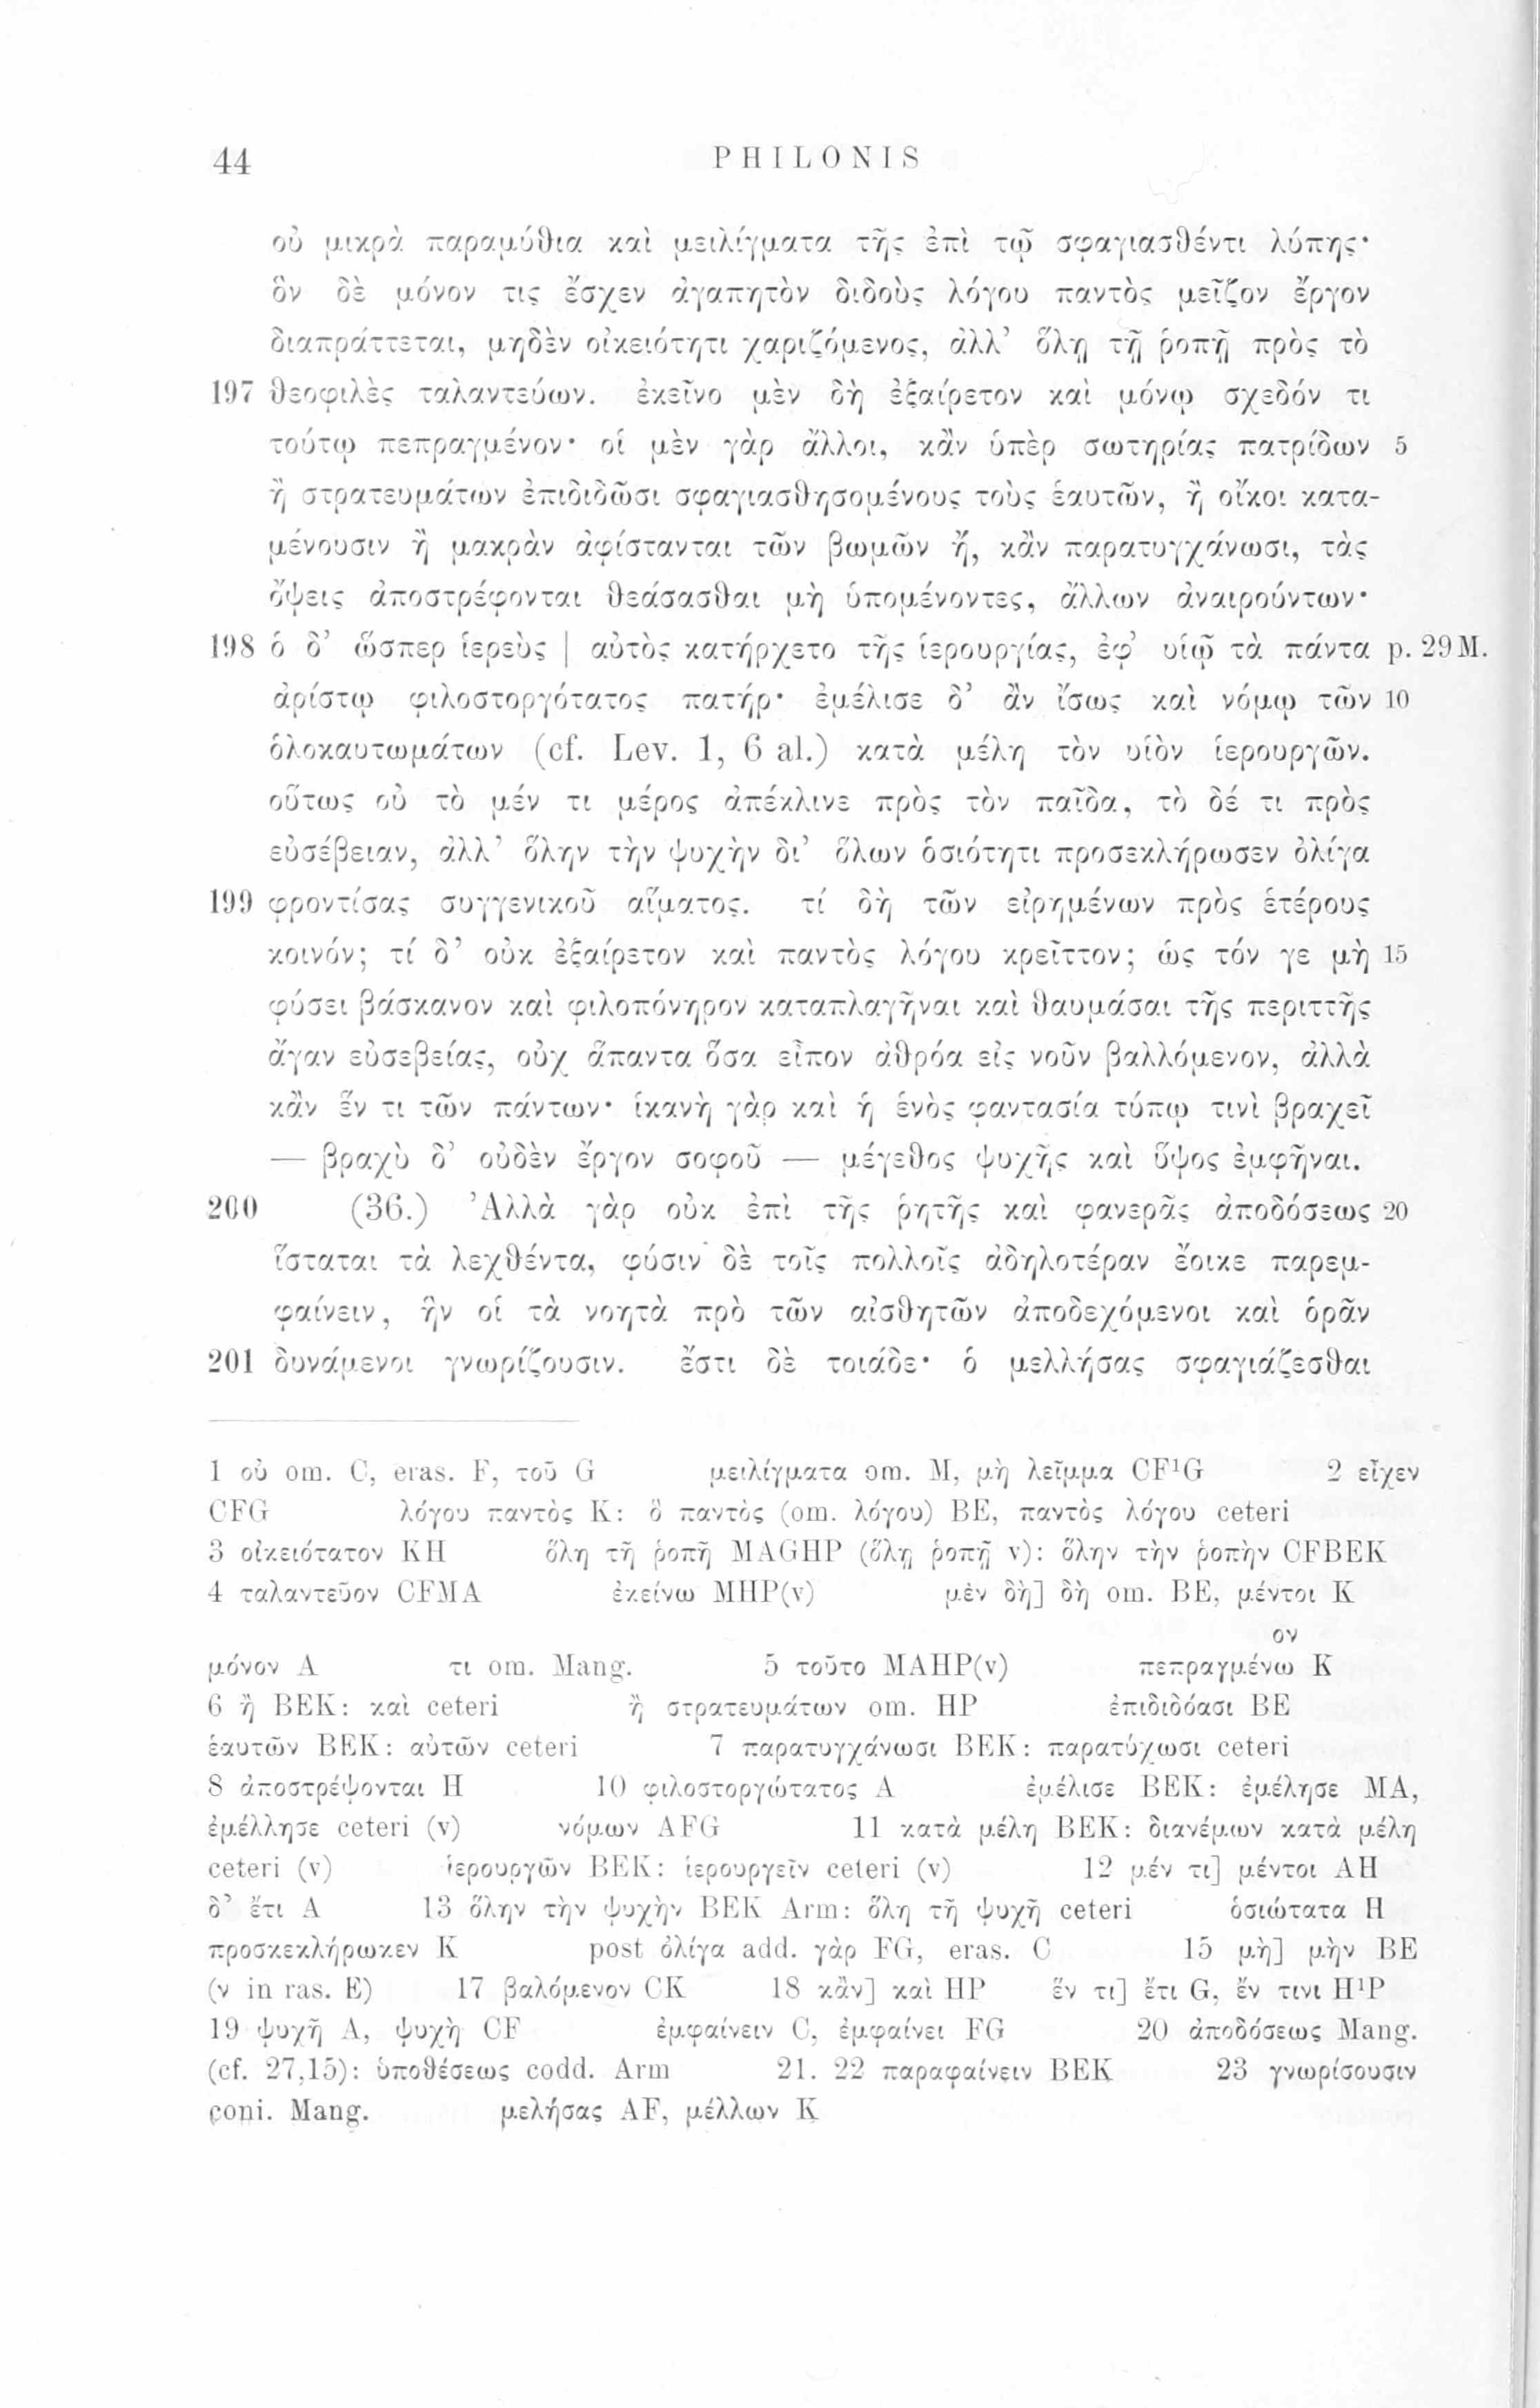 44 PHILONIS
οὐ μικρὰ παραμύθια καὶ μειλίγματα τῆς ἐπὶ τῷ σφαγιασθέντι λύπης·
ὃν δὲ μόνον τις ἔσχεν ἀγαπητὸν διδοὺς λόγου παντὸς μεῖζον ἔργον
διαπράττεται, μηδὲν οἰκειότητι χαριζόμενος, ἀλλ’ ὅλῃ τῇ ῥοπῇ πρὸς τὸ
197 θεοφιλὲς ταλαντεύων. ἐκεῖνο μὲν δὴ ἐξαίρετον καὶ μόνῳ σχεδόν τι
τούτῳ πεπραγμένον· οἱ μὲν γὰρ ἄλλοι, κἂν ὑπὲρ σωτηρίας πατρίδων 5
ἢ στρατευμάτων ἐπιδιδῶσι σφαγιασθησομένους τοὺς ἑαυτῶν, ἢ οἴκοι κατα-
μένουσιν ἢ μακρὰν ἀφίστανται τῶν βωμῶν ἤ, κἂν παρατυγχάνωσι, τὰς
ὄψεις ἀποστρέφονται θεάσασθαι μὴ ὑπομένοντες, ἄλλων ἀναιρούντων·
198 ὁ δ’ ὥσπερ ἱερεὺς | αὐτὸς κατήρχετο τῆς ἱερουργίας, ἐφ’ υἱῷ τὰ πάντα p. 29 M.
ἀρίστῳ φιλοστοργότατος πατήρ· ἐμέλισε δ’ ἂν ἴσως καὶ νόμῳ τῶν 10
ὁλοκαυτωμάτων (cf. Lev. 1, 6 al.) κατὰ μέλη τὸν υἱὸν ἱερουργῶν.
οὕτως οὐ τὸ μέν τι μέρος ἀπέκλινε πρὸς τὸν παῖδα, τὸ δέ τι πρὸς
εὐσέβειαν, ἀλλ’ ὅλην τὴν ψυχὴν δι’ ὅλων ὁσιότητι προσεκλήρωσεν ὀλίγα
199 φροντίσας συγγενικοῦ αἵματος. τί δὴ τῶν εἰρημένων πρὸς ἑτέρους
κοινόν; τί δ’ οὐκ ἐξαίρετον καὶ παντὸς λόγου κρεῖττον; ὡς τόν γε μὴ 15
φύσει βάσκανον καὶ φιλοπόνηρον καταπλαγῆναι καὶ θαυμάσαι τῆς περιττῆς
ἄγαν εὐσεβείας, οὐχ ἅπαντα ὅσα εἶπον ἀθρόα εἰς νοῦν βαλλόμενον, ἀλλὰ
κἂν ἕν τι τῶν πάντων· ἱκανὴ γὰρ καὶ ἡ ἑνὸς φαντασία τύπῳ τινὶ βραχεῖ
— βραχὺ δ’ οὐδὲν ἔργον σοφοῦ — μέγεθος ψυχῆς καὶ ὕψος ἐμφῆναι.
200 (36.) Ἀλλὰ γὰρ οὐκ ἐπὶ τῆς ῥητῆς καὶ φανερᾶς ἀποδόσεως 20
ἵσταται τὰ λεχθέντα, φύσιν δὲ τοῖς πολλοῖς ἀδηλοτέραν ἔοικε παρεμ-
φαίνειν, ἣν οἱ τὰ νοητὰ πρὸ τῶν αἰσθητῶν ἀποδεχόμενοι καὶ ὁρᾶν
201 δυνάμενοι γνωρίζουσιν. ἔστι δὲ τοιάδε· ὁ μελλήσας σφαγιάζεσθαι
1 οὐ om. C, eras. F, τοῦ G μειλίγματα om. M, μὴ λεῖμμα CF¹G 2 εἶχεν
CFG λόγου παντὸς K: ὃ παντὸς (om. λόγου) BE, παντὸς λόγου ceteri
3 οἰκειότατον KH ὅλη τῆ ῥοπῆ MAGHP (ὅλῃ ῥοπῇ v): ὅλην τὴν ῥοπὴν CFBEK
4 ταλαντεῦον CFMA ἐκείνω MHP(v) μὲν δὴ] δὴ om. BE, μέντοι K
ον
μόνον A τι om. Mang. 5 τοῦτο MAHP(v) πεπραγμένω K
6 ἢ BEK: καὶ ceteri ἢ στρατευμάτων om. HP ἐπιδιδόασι BE
ἑαυτῶν BEK: αὐτῶν ceteri 7 παρατυγχάνωσι BEK: παρατύχωσι ceteri
8 ἀποστρέψονται H 10 φιλοστοργώτατος A ἐμέλισε BEK: ἐμέλησε MA,
ἐμέλλησε ceteri (v) νόμων AFG 11 κατὰ μέλη BEK: διανέμων κατὰ μέλη
ceteri (v) ἱερουργῶν BEK: ἱερουργεῖν ceteri (v) 12 μέν τι] μέντοι AH
δ’ ἔτι A 13 ὅλην τὴν ψυχὴν BEK Arm: ὅλη τῆ ψυχῆ ceteri ὁσιώτατα H
προσκεκλήρωκεν K post ὀλίγα add. γὰρ FG, eras. C 15 μὴ] μὴν BE
(ν in ras. E) 17 βαλόμενον CK 18 κἂν] καὶ HP ἕν τι] ἔτι G, ἔν τινι H¹P
19 ψυχῆ A, ψυχὴ CF ἐμφαίνειν C, ἐμφαίνει FG 20 ἀποδόσεως Mang.
(cf. 27,15): ὑποθέσεως codd. Arm 21. 22 παραφαίνειν BEK 23 γνωρίσουσιν
coni. Mang. μελήσας AF, μέλλων K